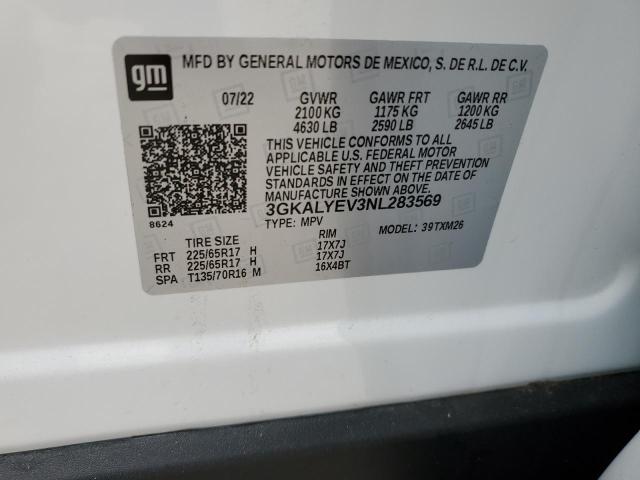 gm
MFD BY GENERAL MOTORS DE MEXICO, S. DE R.L. DE C.V.
07/22 GVWR GAWR FRT GAWR RR
2100 KG 1175 KG 1200 KG
4630 LB 2590 LB 2645 LB
THIS VEHICLE CONFORMS TO ALL
APPLICABLE U.S. FEDERAL MOTOR
VEHICLE SAFETY AND THEFT PREVENTION
STANDARDS IN EFFECT ON THE DATE
OF MANUFACTURE SHOWN ABOVE.
3GKALYEV3NL283569
8624 TYPE: MPV MODEL: 39TXM26
TIRE SIZE RIM
FRT 225/65R17 H 17X7J
RR 225/65R17 H 17X7J
SPA T135/70R16 M 16X4BT